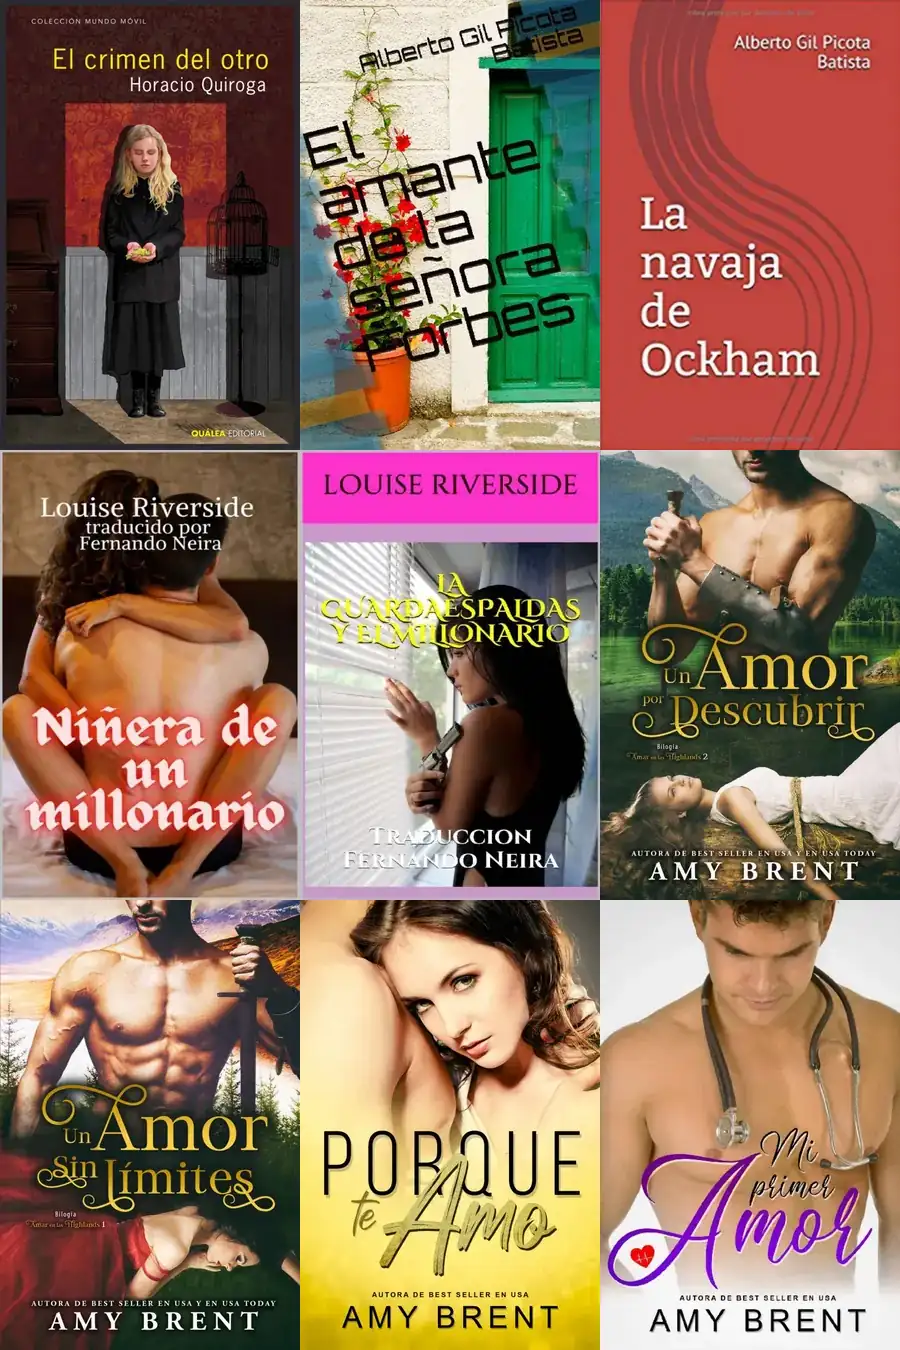 COLECCIÓN MUNDO MÓVIL
El crimen del otro
Horacio Quiroga
QUÁLEA EDITORIAL
Alberto Gil Picota
Batista
El
amante
de la
señora
Forbes
Alberto Gil Picota
Batista
La
navaja
de
Ockham
Louise Riverside
traducido por
Fernando Neira
Niñera de
un
millonario
LOUISE RIVERSIDE
LA
GUARDAESPALDAS
Y EL MILLONARIO
TRADUCCION
FERNANDO NEIRA
Un Amor
por Descubrir
Bilogía
Amor en las Highlands 2
AUTORA DE BEST SELLER EN USA Y EN USA TODAY
AMY BRENT
Un Amor
Sin Límites
Bilogía
Amor en las Highlands 1
AUTORA DE BEST SELLER EN USA Y EN USA TODAY
AMY BRENT
PORQUE
te Amo
AUTORA DE BEST SELLER EN USA
AMY BRENT
Mi
primer
Amor
AUTORA DE BEST SELLER EN USA
AMY BRENT